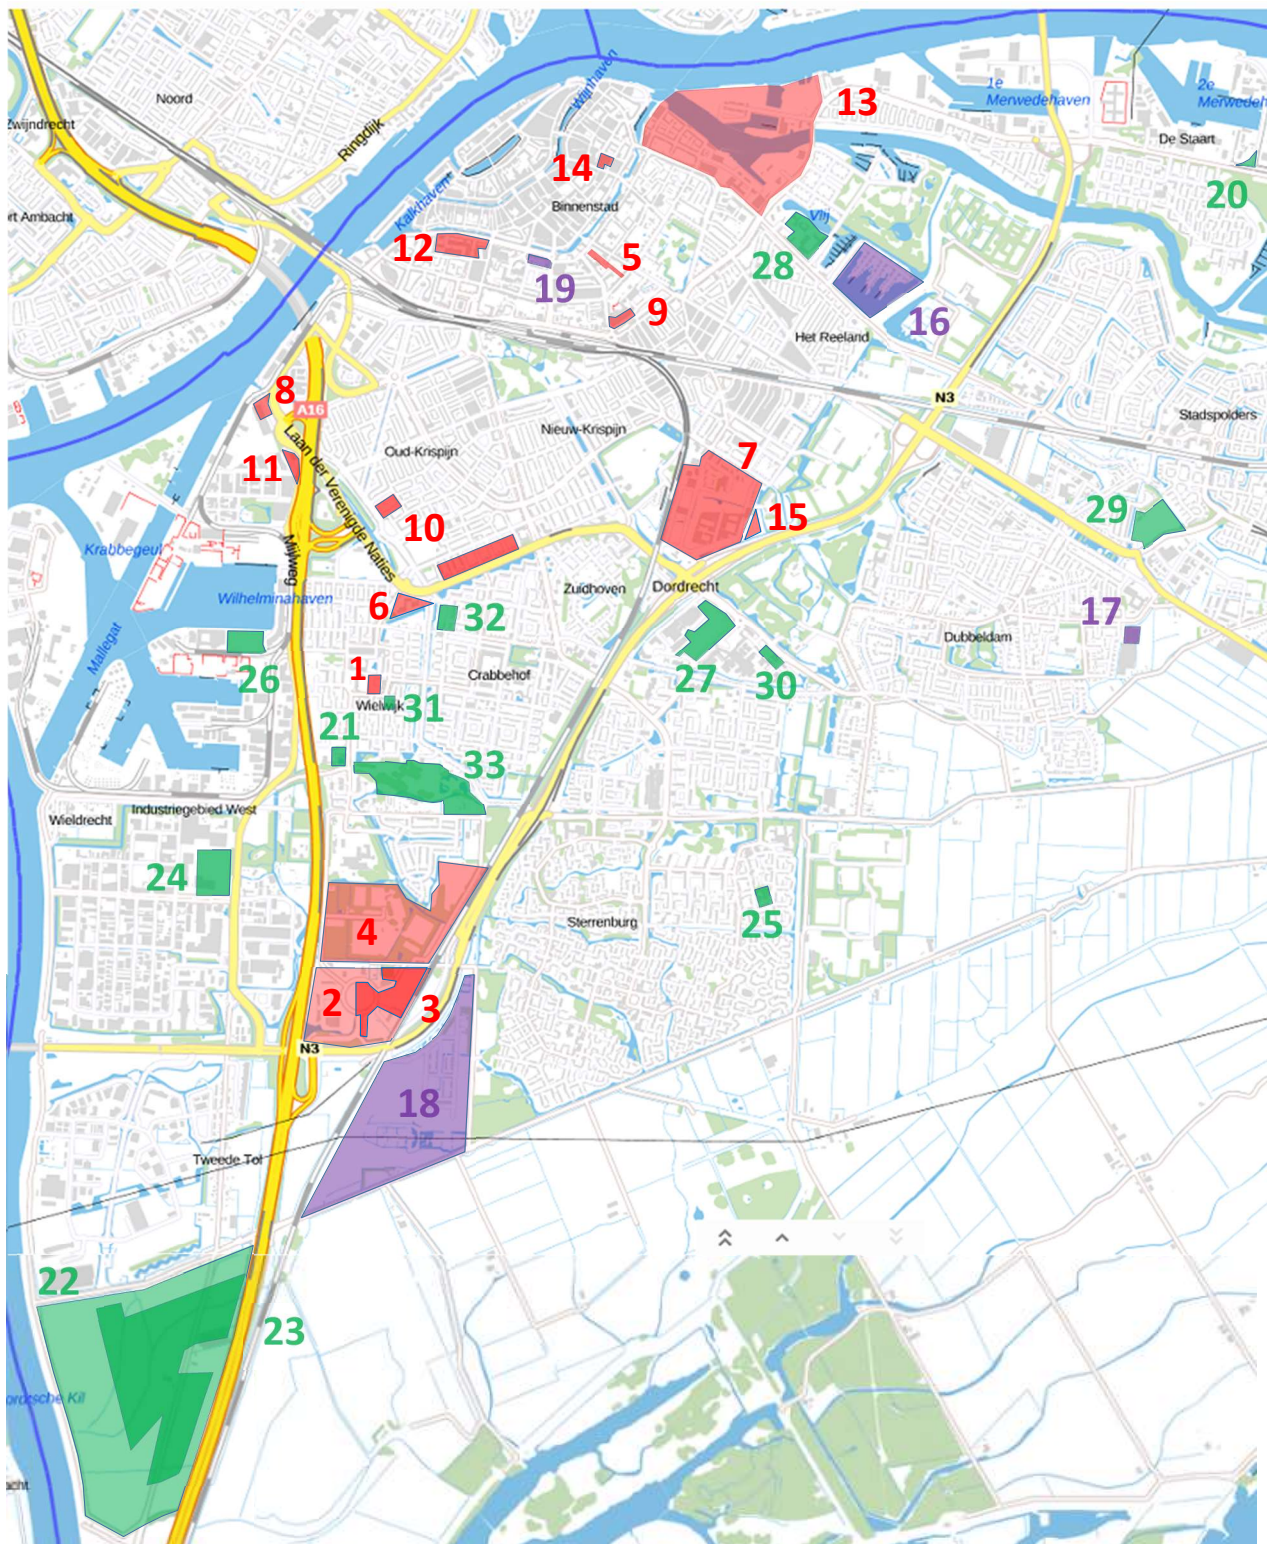 Noord
1e
Merwedehaven
2e
Merwedeh
13
Zwijndrecht
Ringdijk
Wijnhaven
De Staart
14
20
Kalkhaven
Binnenstad
rt Ambacht
Vlij
12
5
28
19
9
16
Het Reeland
8
A16
N3
Stadspolders
Laan der Verenigde Naties
Oud-Krispijn
Nieuw-Krispijn
11
7
10
15
29
Krabbegeul
Mijlweg
Wilhelminahaven
6
32
Zuidhoven
Dordrecht
17
Mallegat
Dubbeldam
26
1
Crabbehof
27
30
Wielwijk
31
21
33
Industriegebied West
Wieldrecht
24
25
4
Sterrenburg
2
3
N3
18
Tweede Tol
22
23
ordtsche Kil
acht